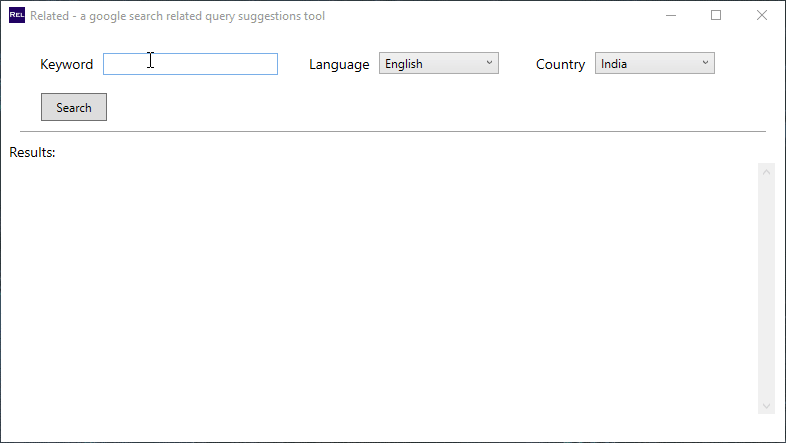 REL Related - a google search related query suggestions tool
Keyword Language English Country India
Search
Results: